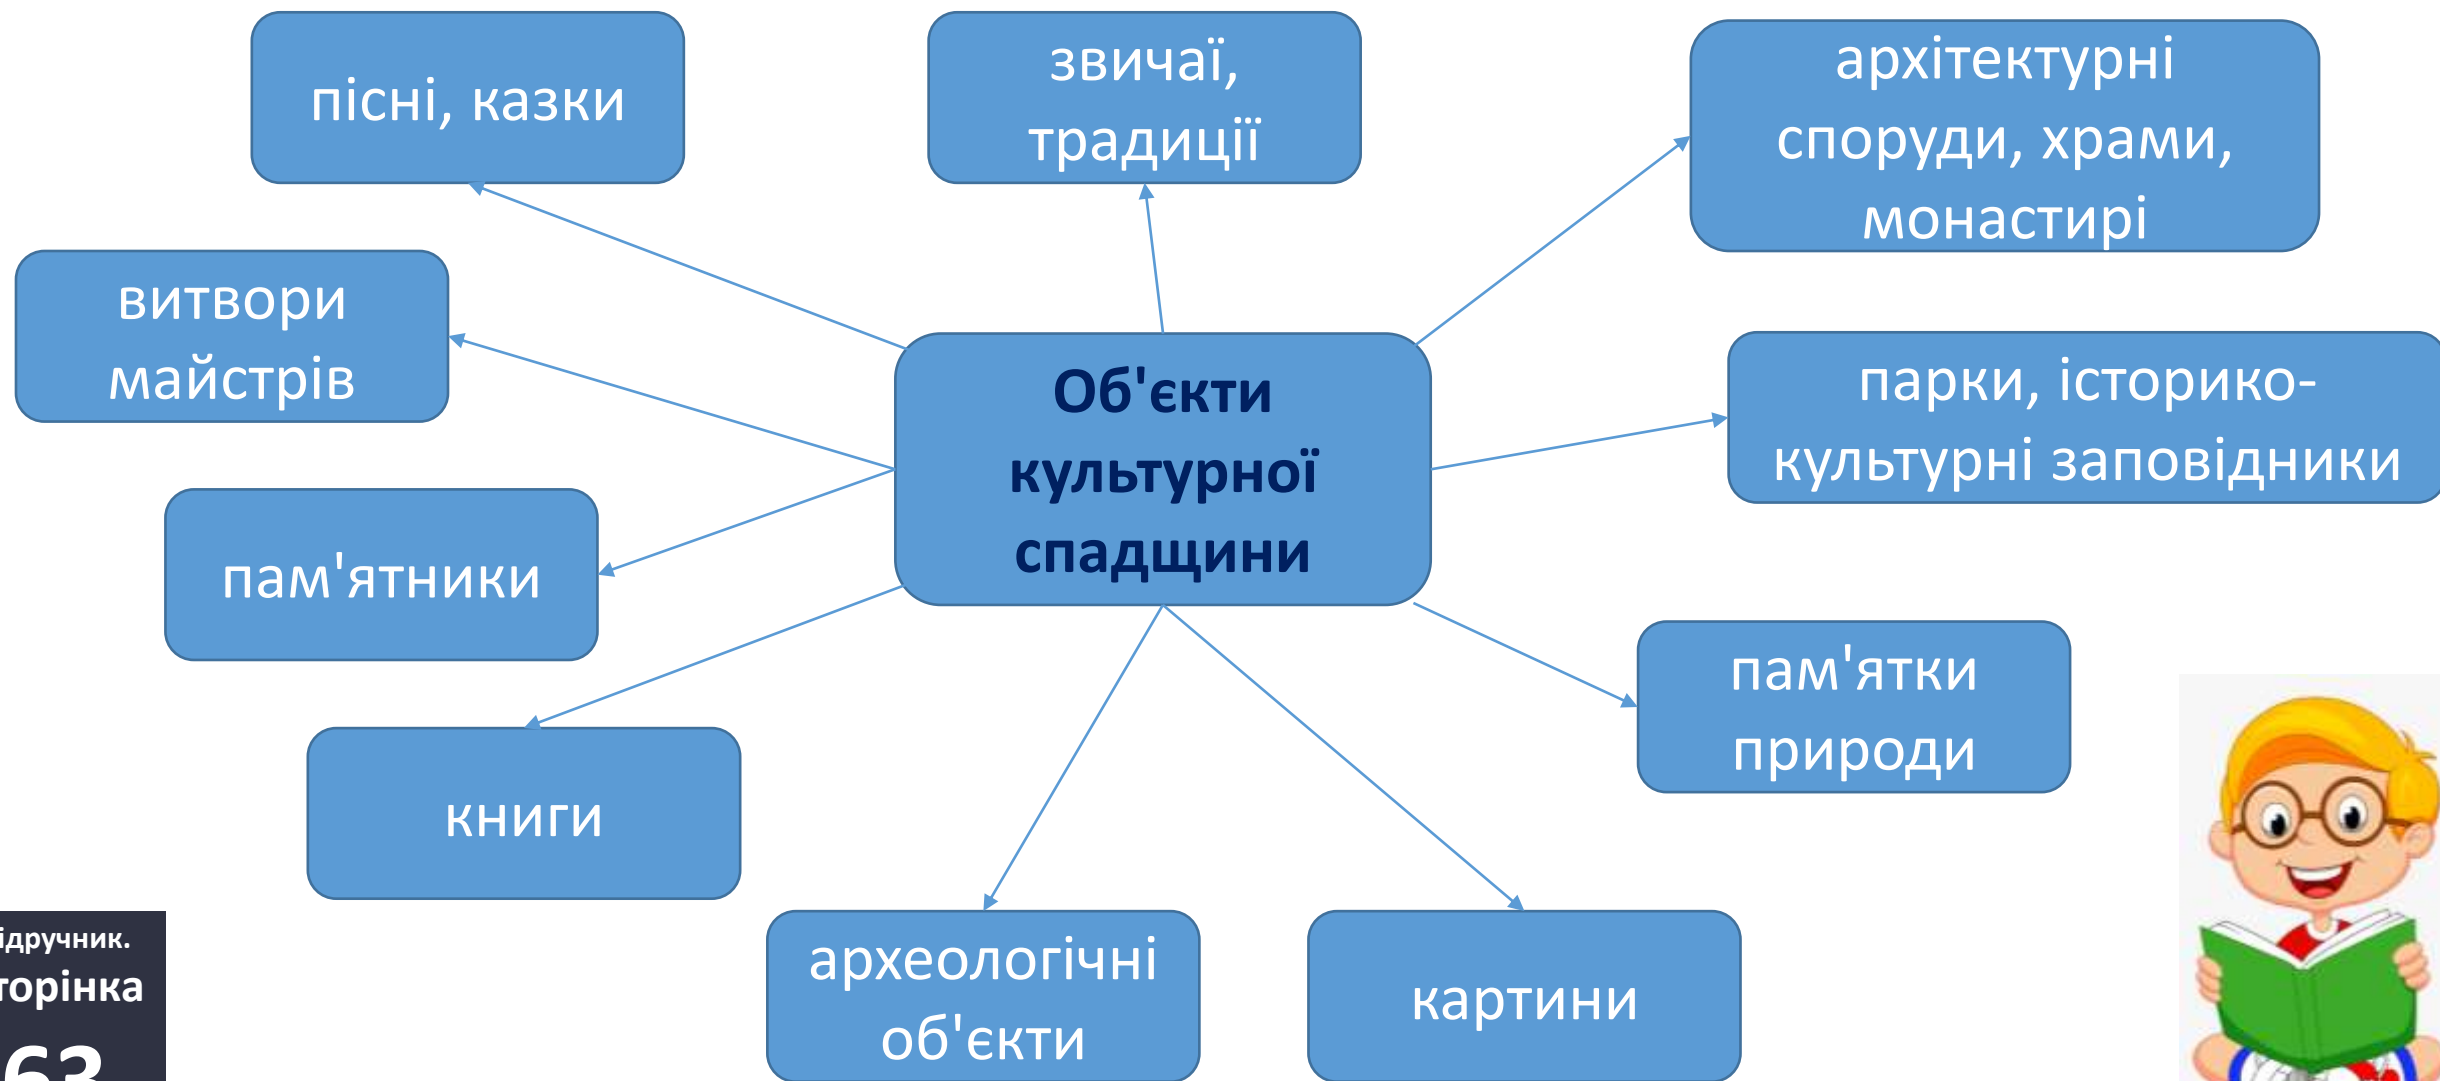 пісні, казки
звичаї,
традиції
архітектурні
споруди, храми,
монастирі
витвори
майстрів
Об'єкти
культурної
спадщини
парки, історико-
культурні заповідники
пам'ятники
пам'ятки
природи
книги
археологічні
об'єкти
картини
ідручник.
торінка
63